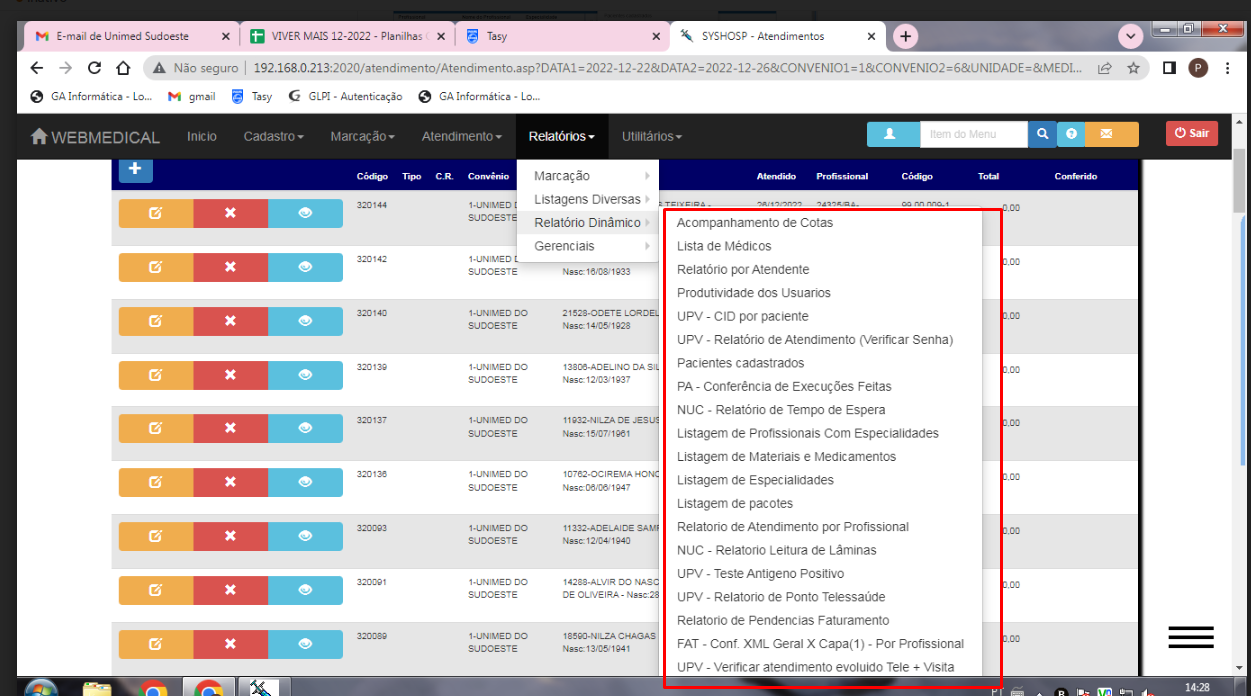 E-mail de Unimed Sudoeste
VIVER MAIS 12-2022 - Planilhas
Tasy
SYSHOSP - Atendimentos
Não seguro
192.168.0.213:2020/atendimento/Atendimento.asp?DATA1=2022-12-22&DATA2=2022-12-26&CONVENIO1=1&CONVENIO2=6&UNIDADE=&MEDI...
P
GA Informática - Lo...
gmail
Tasy
GLPI - Autenticação
GA Informática - Lo...
WEBMEDICAL
Inicio
Cadastro
Marcação
Atendimento
Relatórios
Utilitários
Item do Menu
Sair
Código
Tipo
C.R.
Convênio
Atendido
Profissional
Código
Total
Conferido
Marcação
Listagens Diversas
Relatório Dinâmico
Gerenciais
Acompanhamento de Cotas
Lista de Médicos
Relatório por Atendente
Produtividade dos Usuarios
UPV - CID por paciente
UPV - Relatório de Atendimento (Verificar Senha)
Pacientes cadastrados
PA - Conferência de Execuções Feitas
NUC - Relatório de Tempo de Espera
Listagem de Profissionais Com Especialidades
Listagem de Materiais e Medicamentos
Listagem de Especialidades
Listagem de pacotes
Relatorio de Atendimento por Profissional
NUC - Relatorio Leitura de Lâminas
UPV - Teste Antigeno Positivo
UPV - Relatorio de Ponto Telessaúde
Relatorio de Pendencias Faturamento
FAT - Conf. XML Geral X Capa(1) - Por Profissional
UPV - Verificar atendimento evoluido Tele + Visita
320144
1-UNIMED
SUDOESTE
TEIXEIRA -
26/12/2022
24325/BA-
99.00.009-1
0,00
320142
1-UNIMED
SUDOESTE
Nasc:16/08/1933
0,00
320140
1-UNIMED DO
SUDOESTE
21528-ODETE LORDEL
Nasc:14/05/1928
0,00
320139
1-UNIMED DO
SUDOESTE
13806-ADELINO DA SIL
Nasc:12/03/1937
0,00
320137
1-UNIMED DO
SUDOESTE
11932-NILZA DE JESUS
Nasc:15/07/1961
0,00
320136
1-UNIMED DO
SUDOESTE
10762-OCIREMA HONO
Nasc:06/06/1947
0,00
320093
1-UNIMED DO
SUDOESTE
11332-ADELAIDE SAMP
Nasc:12/04/1940
0,00
320091
1-UNIMED DO
SUDOESTE
14288-ALVIR DO NASC
DE OLIVEIRA - Nasc:28
0,00
320089
1-UNIMED DO
SUDOESTE
18590-NILZA CHAGAS
Nasc:13/05/1941
0,00
14:28